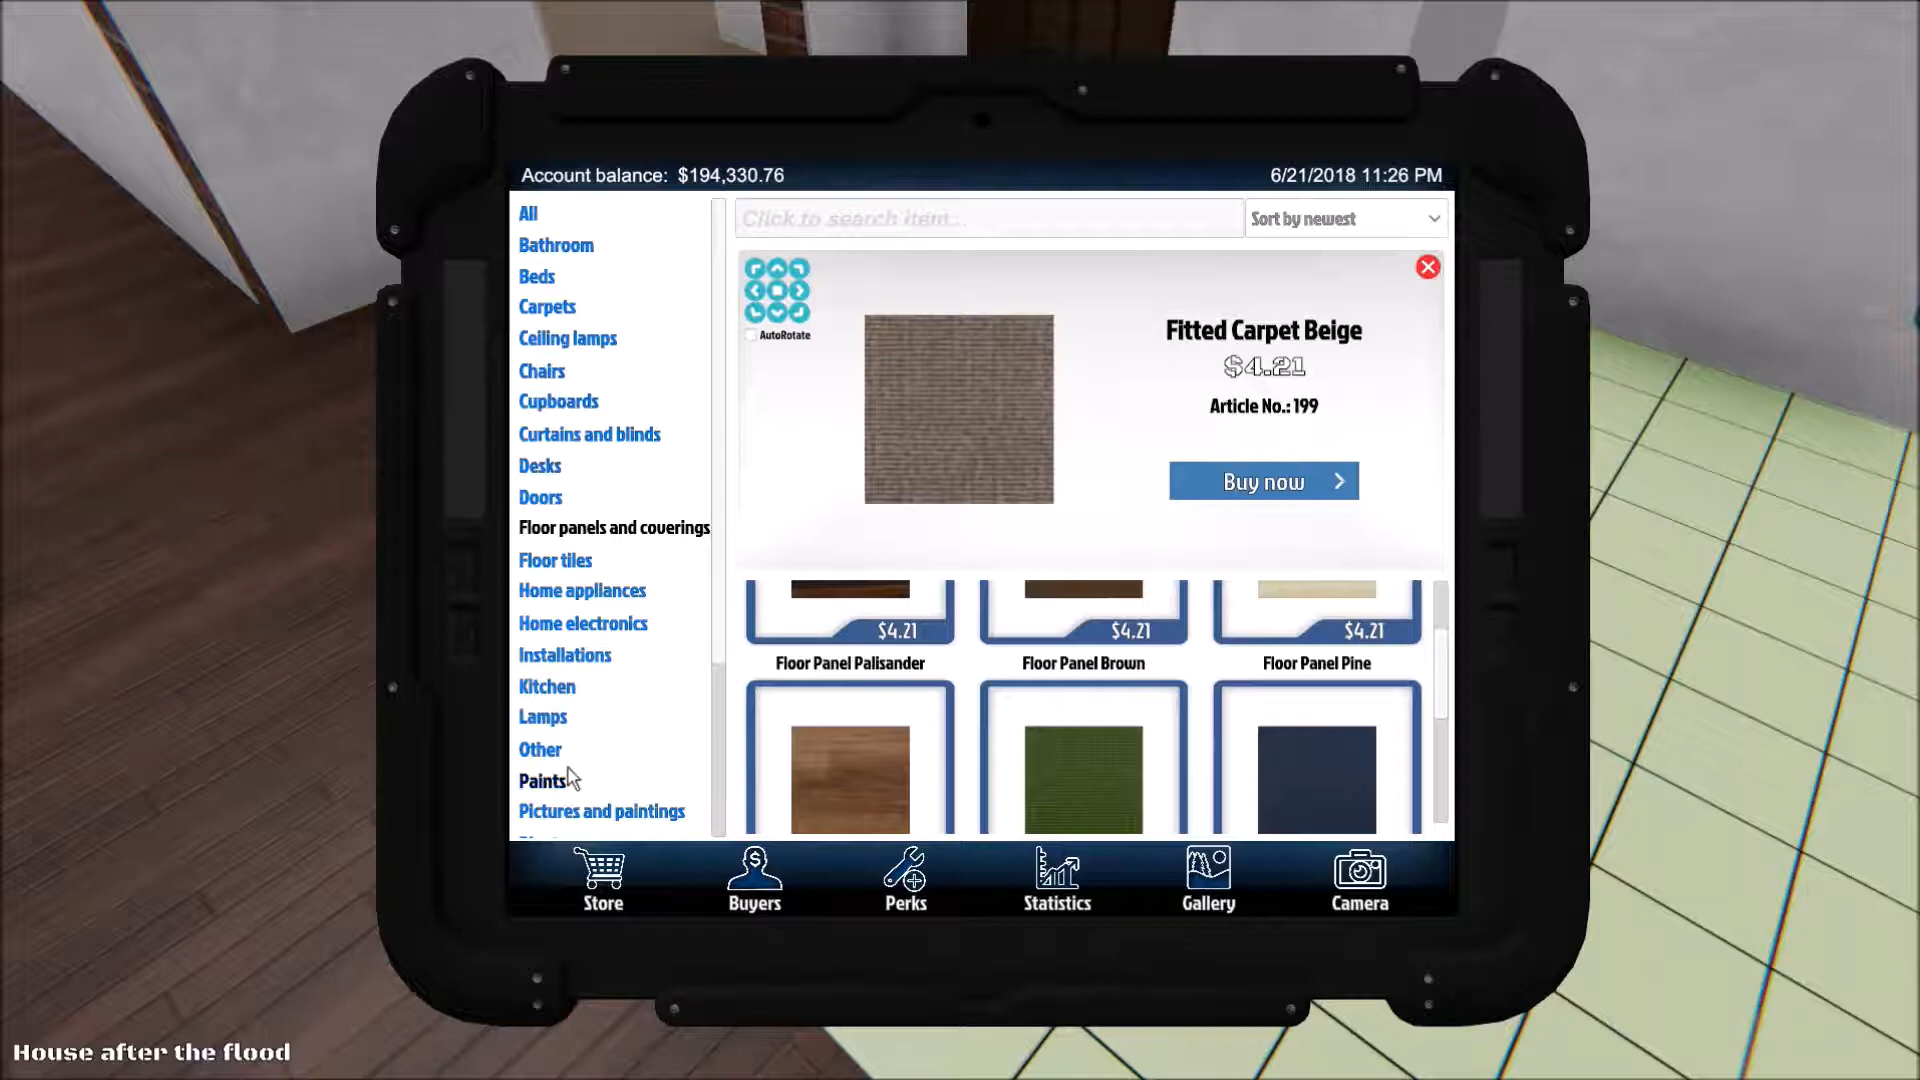 Account balance: $194,330.76
6/21/2018 11:26 PM
All
Bathroom
Beds
Carpets
Ceiling lamps
Chairs
Cupboards
Curtains and blinds
Desks
Doors
Floor panels and coverings
Floor tiles
Home appliances
Home electronics
Installations
Kitchen
Lamps
Other
Paints
Pictures and paintings
Click to search item...
Sort by newest
AutoRotate
Fitted Carpet Beige
$4.21
Article No.: 199
Buy now
$4.21
$4.21
$4.21
Floor Panel Palisander
Floor Panel Brown
Floor Panel Pine
Store
Buyers
Perks
Statistics
Gallery
Camera
House after the flood